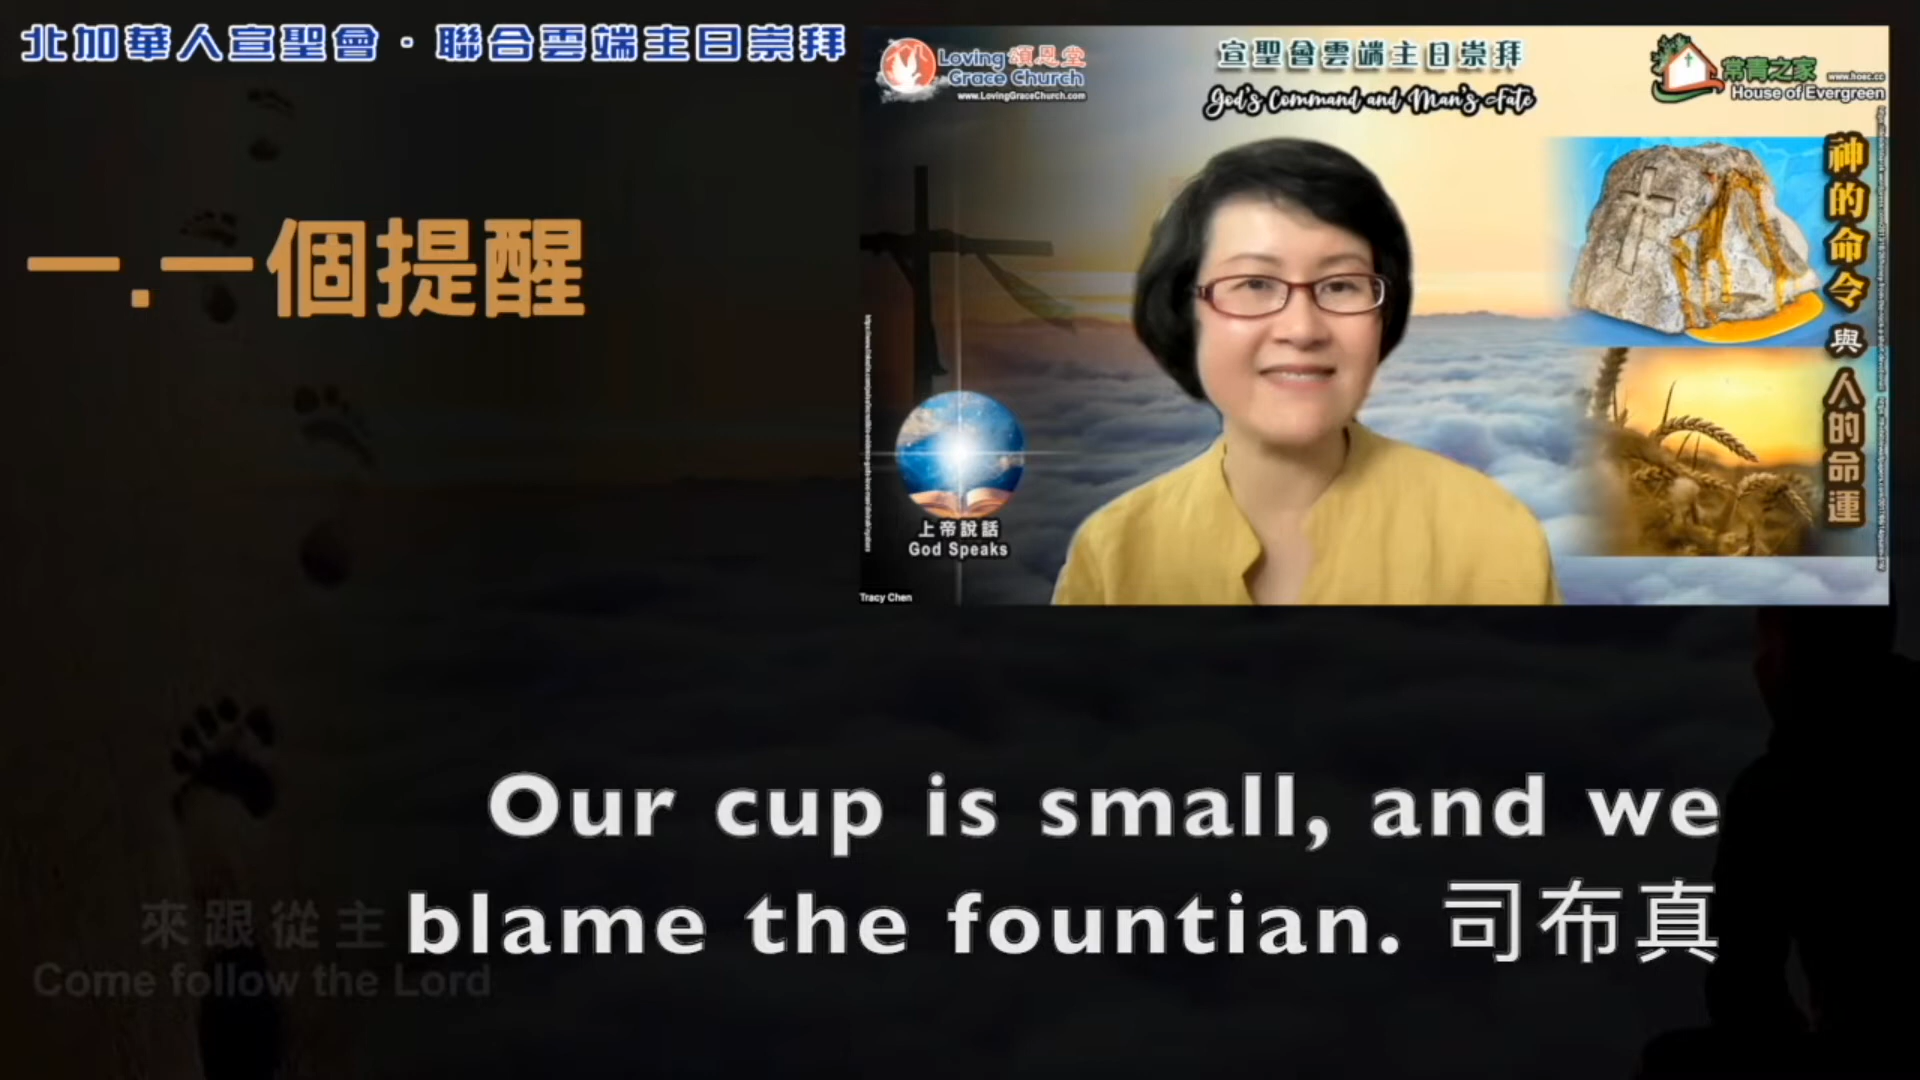 北加華人宣聖會·聯合雲端主日崇拜
一.一個提醒
Loving 頌恩堂
Grace Church
www.LovingGraceChurch.com
宣聖會雲端主日崇拜
God's Command and Man's Fate
常青之家 www.hoec.cc
House of Evergreen
神的命令與人的命運
上帝說話
God Speaks
Tracy Chen
Our cup is small, and we
blame the fountian. 司布真
來跟從主
Come follow the Lord